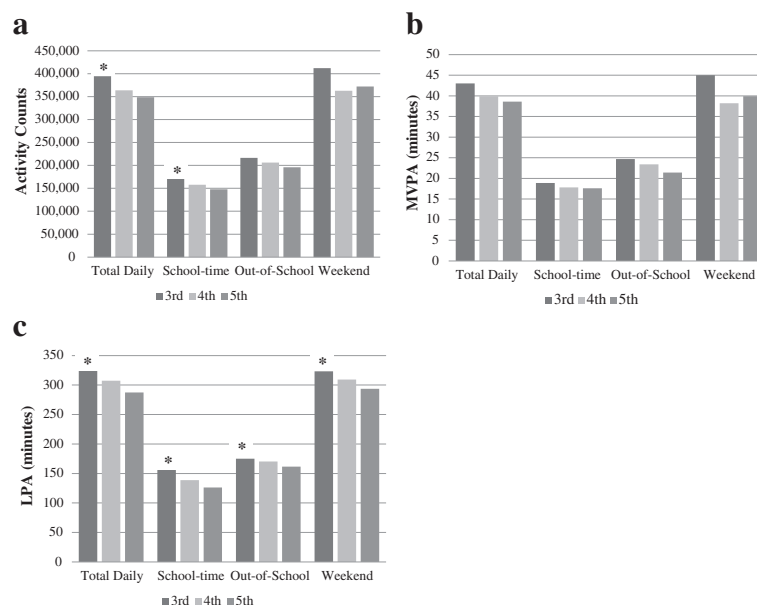 a
450,000
400,000
350,000
300,000
250,000
200,000
150,000
100,000
50,000
0
Activity Counts
*
*
Total Daily School-time Out-of-School Weekend
3rd 4th 5th
b
50
45
40
35
30
25
20
15
10
5
0
MVPA (minutes)
Total Daily School-time Out-of-School Weekend
3rd 4th 5th
c
350
300
250
200
150
100
50
0
LPA (minutes)
*
*
*
*
Total Daily School-time Out-of-School Weekend
3rd 4th 5th